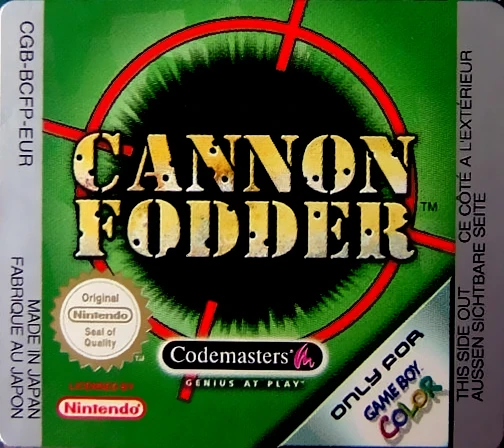 CGB-BCFP-EUR
CANNON
FODDER
TM
Original
Nintendo
Seal of
Quality
LICENSED BY
Nintendo
Codemasters
GENIUS AT PLAY
ONLY FOR
GAME BOY
COLOR
MADE IN JAPAN
FABRIQUE AU JAPON
THIS SIDE OUT CE CÔTÉ A L'EXTÉRIEUR
AUSSEN SICHTBARE SEITE